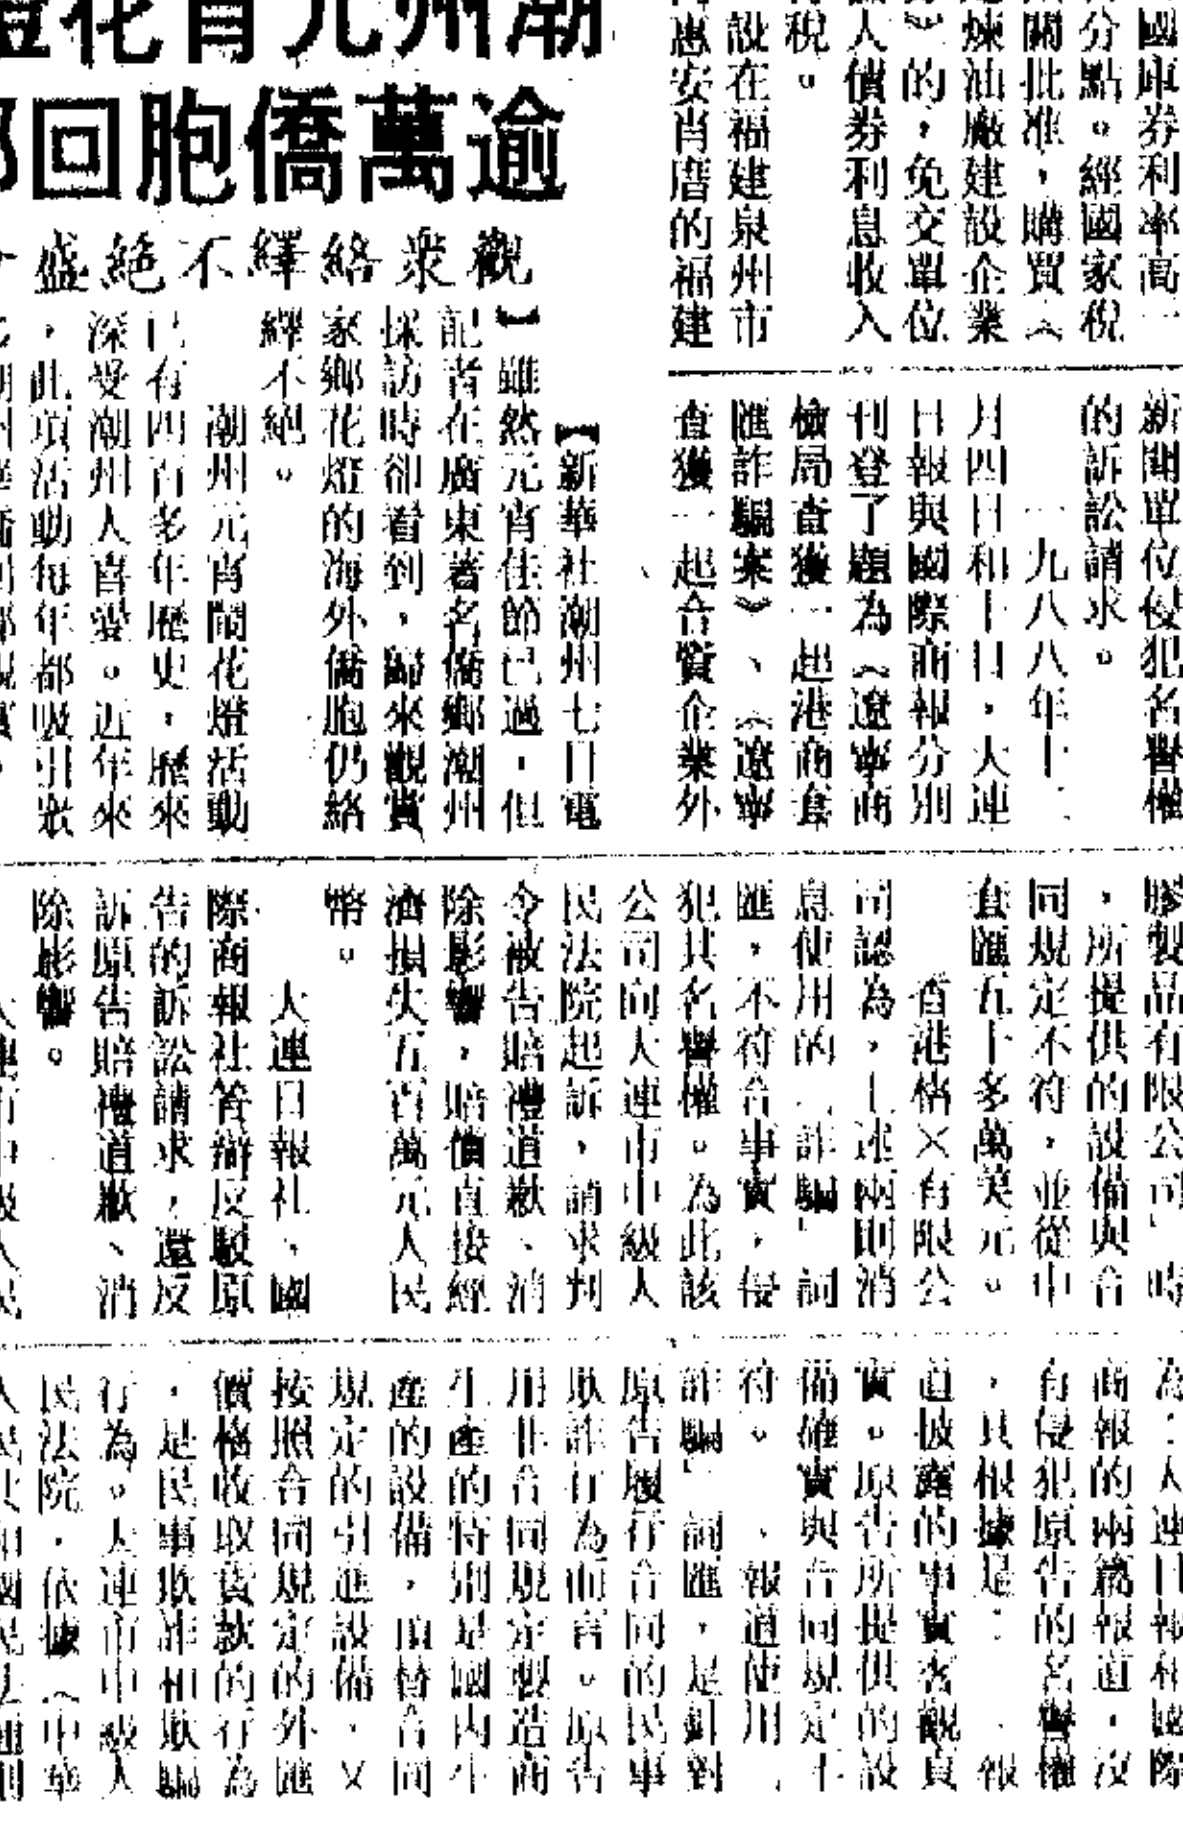 國庫券利率高一
分點。經國家稅
關批准，購買《
煉油廠建設企業
》的，免交單位
人債券利息收入
稅。
設在福建泉州市
惠安肖厝的福建
潮州元宵花燈
逾萬僑胞回鄉
觀衆絡繹不絕盛
【新華社潮州七日電
】雖然元宵佳節已過，但
記者在廣東著名僑鄉潮州
採訪時卻看到，歸來觀賞
家鄉花燈的海外僑胞仍絡
繹不絕。
潮州元宵鬧花燈活動
已有四百多年歷史，歷來
深受潮州人喜愛。近年來
，此項活動每年都吸引衆
新聞單位侵犯名譽權
的訴訟請求。
一九八八年十二
月四日和十日，大連
日報與國際商報分別
刊登了題為《遼寧商
檢局查獲一起港商套
匯詐騙案》、《遼寧
查獲一起合資企業外
膠製品有限公司」時
，所提供的設備與合
同規定不符，並從中
套匯五十多萬美元。
香港格×有限公
司認為，上述兩則消
息使用的「詐騙」詞
匯，不符合事實，侵
犯其名譽權。為此該
公司向大連市中級人
民法院起訴，請求判
令被告賠禮道歉、消
除影響，賠償直接經
濟損失五百萬元人民
幣。
大連日報社、國
際商報社答辯反駁原
告的訴訟請求，還反
訴原告賠禮道歉、消
除影響。
大連市中級人民
為：大連日報和國際
商報的兩篇報道，沒
有侵犯原告的名譽權
，其根據是：一、報
道披露的事實客觀真
實。原告所提供的設
備確實與合同規定不
符。二、報道使用「
詐騙」詞匯，是針對
原告履行合同的民事
欺詐行為而言。原告
用非合同規定製造商
生產的特別是國內生
產的設備，頂替合同
規定的引進設備，又
按照合同規定的外匯
價格收取貨款的行為
，是民事欺詐和欺騙
行為。大連市中級人
民法院，依據《中華
人民共和國民法通則